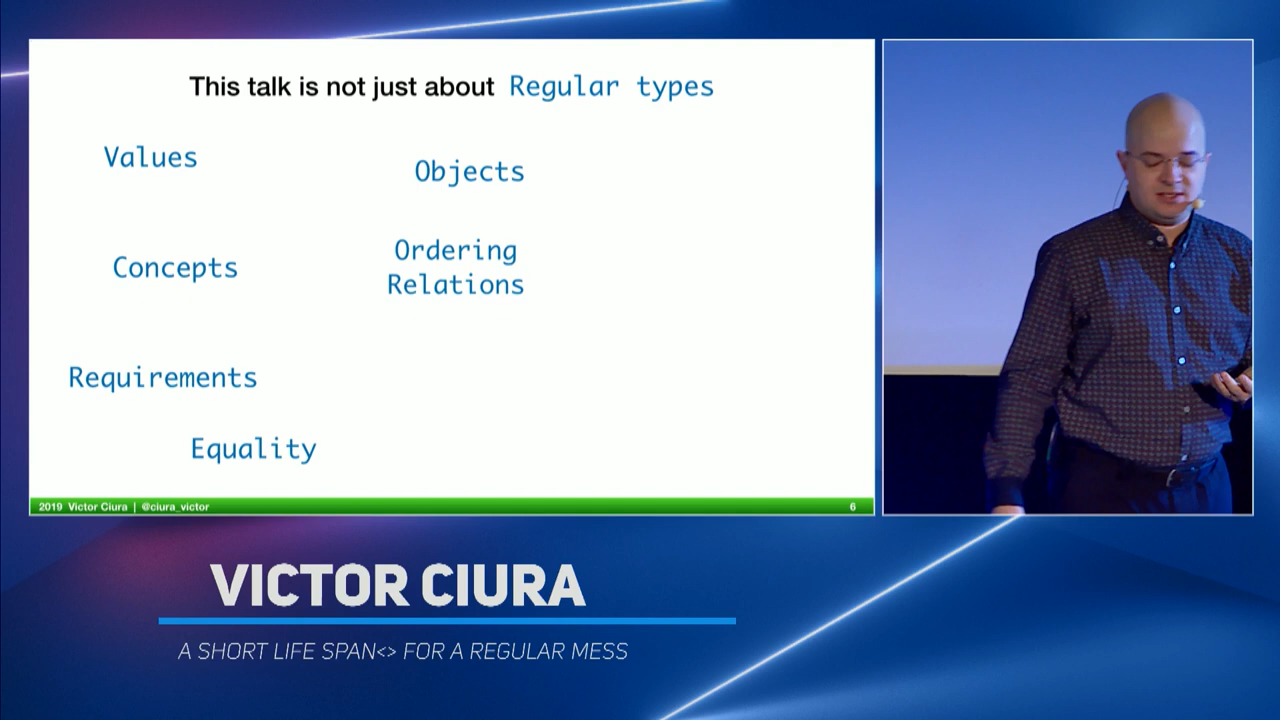 This talk is not just about Regular types
Values
Objects
Concepts
Ordering
Relations
Requirements
Equality
2019 Victor Ciura | @ciura_victor
6
VICTOR CIURA
A SHORT LIFE SPAN<> FOR A REGULAR MESS